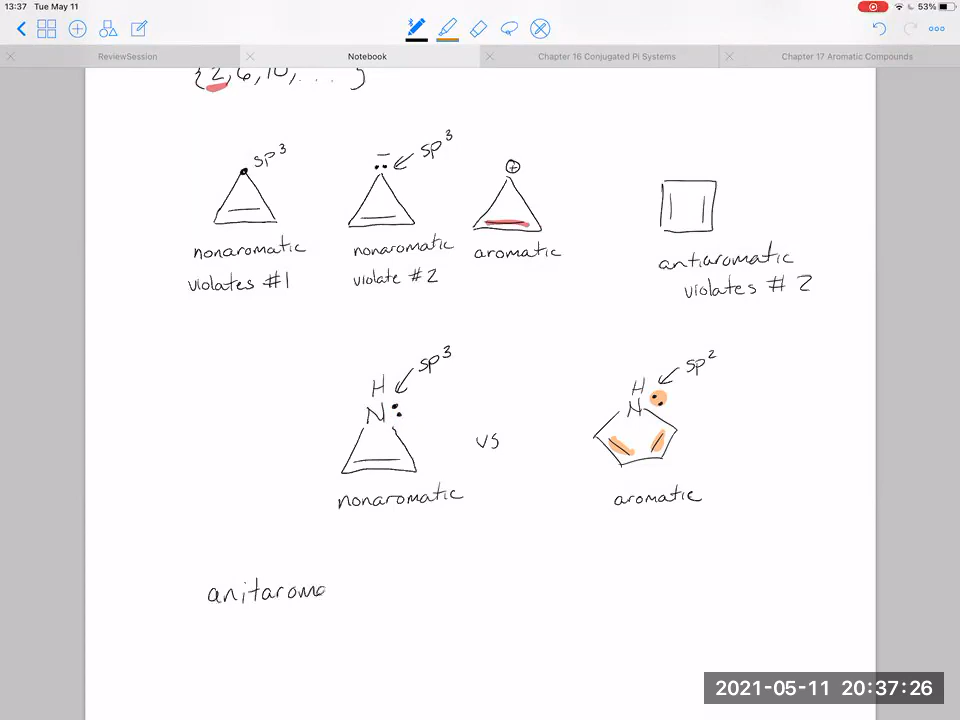 13:37 Tue May 11
53%
ReviewSession
Notebook
Chapter 16 Conjugated Pi Systems
Chapter 17 Aromatic Compounds
{2,6,10,....}
sp3
sp3
nonaromatic
violates #1
nonaromatic
violate #2
aromatic
antiaromatic
violates # 2
sp3
H
N
nonaromatic
vs
sp2
H
N
aromatic
anitaroma
2021-05-11 20:37:26